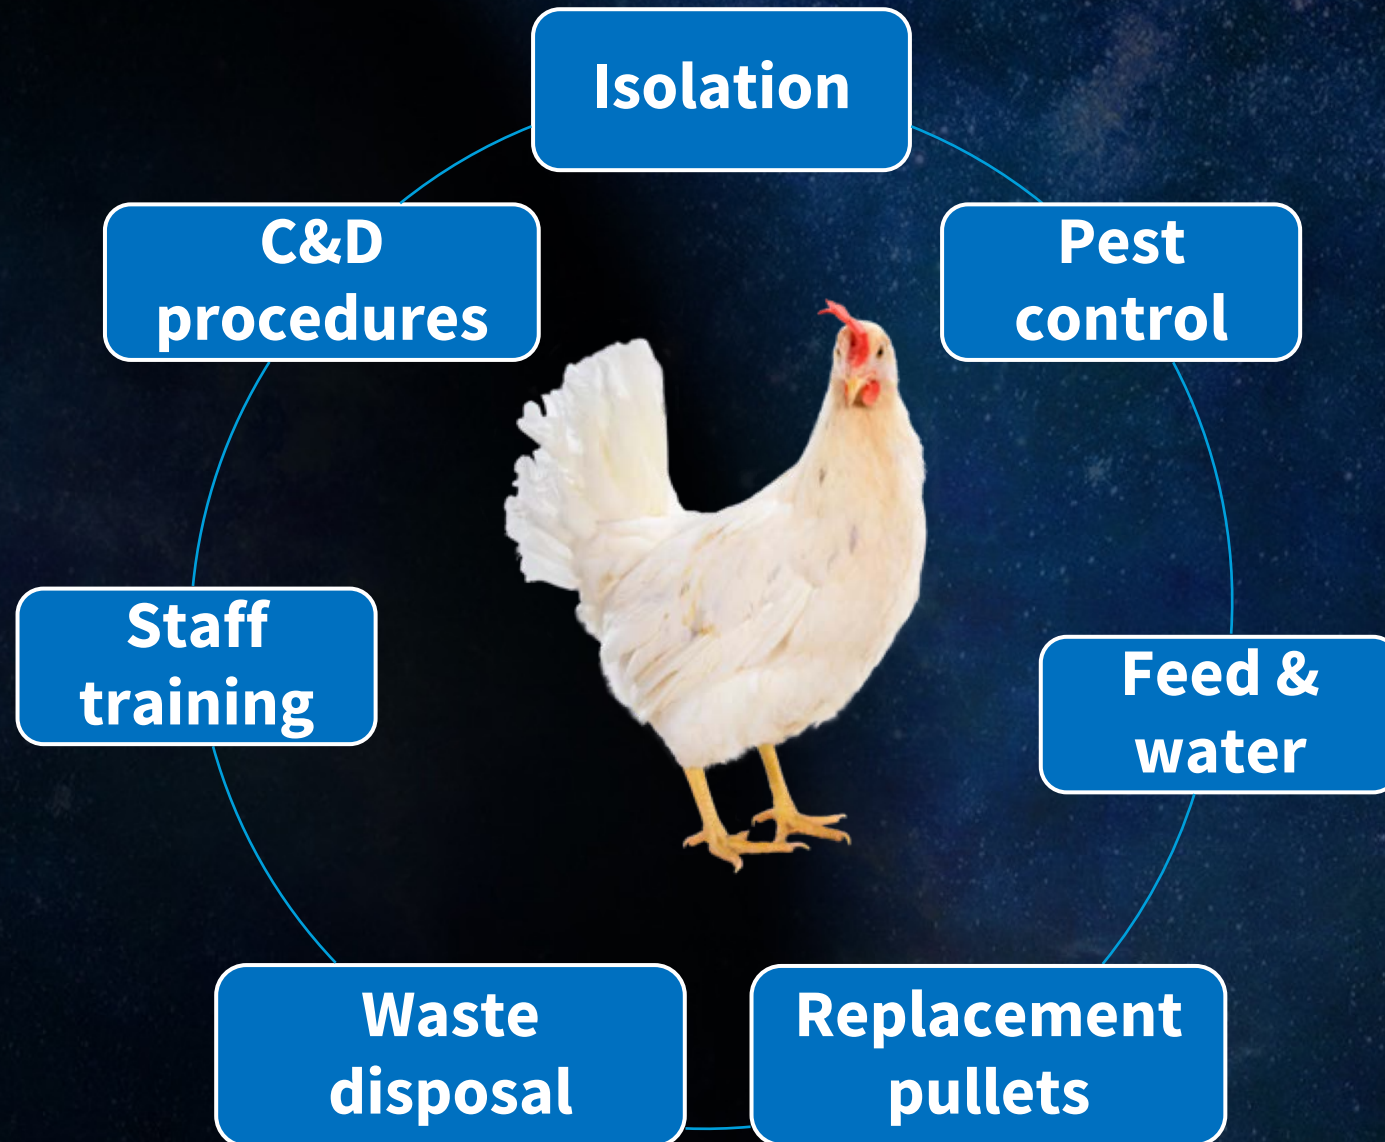 Isolation
Pest
control
Feed &
water
Replacement
pullets
Waste
disposal
Staff
training
C&D
procedures